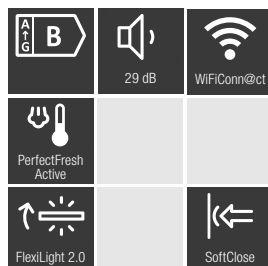 A
↑
G
B
29 dB
WiFiConn@ct
PerfectFresh
Active
FlexiLight 2.0
SoftClose